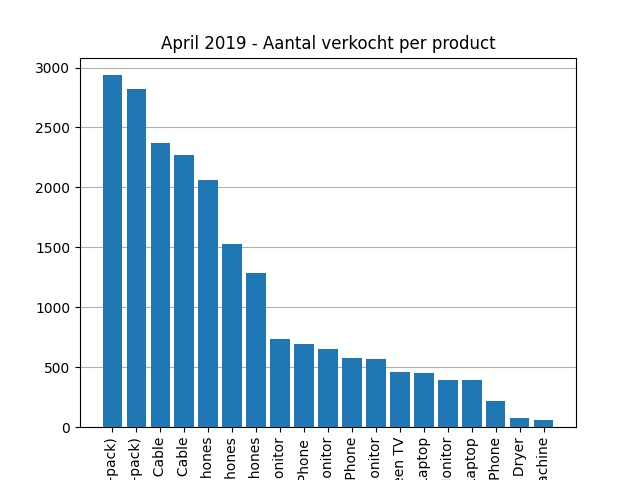 April 2019 - Aantal verkocht per product
3000
2500
2000
1500
1000
500
0
-pack)
-pack)
Cable
Cable
hones
hones
hones
onitor
Phone
onitor
Phone
onitor
een TV
aptop
onitor
aptop
Phone
Dryer
achine